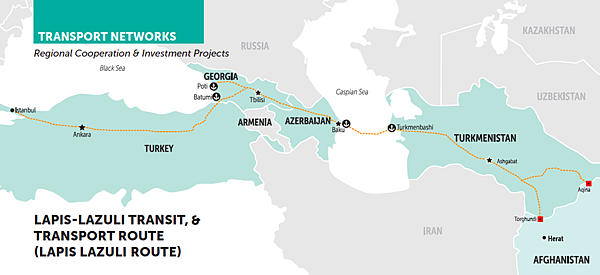 TRANSPORT NETWORKS
Regional Cooperation & Investment Projects
KAZAKHSTAN
RUSSIA
Black Sea
GEORGIA
Poti
Batumi
Tbilisi
Caspian Sea
UZBEKISTAN
Istanbul
Ankara
ARMENIA
AZERBAIJAN
Baku
Turkmenbashi
TURKMENISTAN
TURKEY
Ashgabat
Aqina
LAPIS-LAZULI TRANSIT, &
TRANSPORT ROUTE
(LAPIS LAZULI ROUTE)
IRAN
Torghundi
Herat
AFGHANISTAN